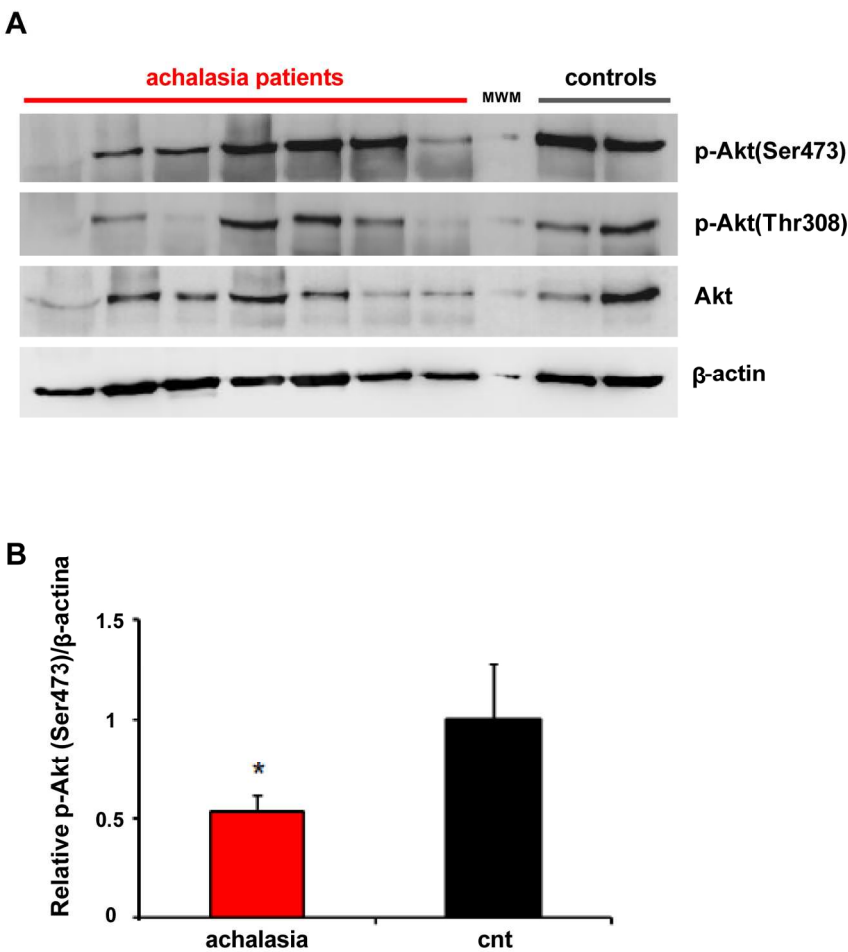 A
achalasia patients
MWM
controls
p-Akt(Ser473)
p-Akt(Thr308)
Akt
β-actin
B
Relative p-Akt (Ser473)/β-actina
1.5
1
0.5
0
*
achalasia
cnt